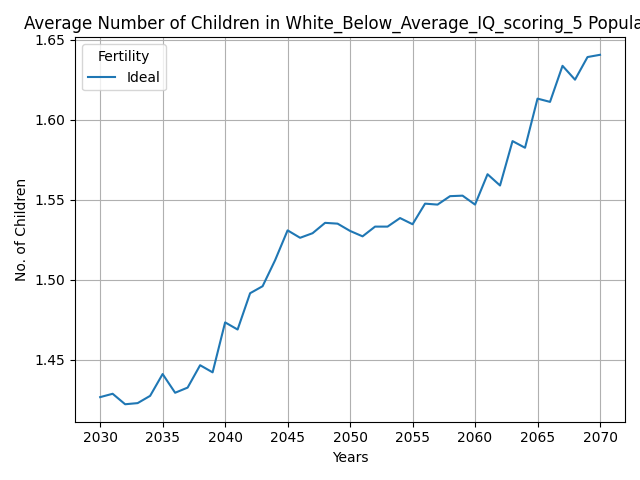 Average Number of Children in White_Below_Average_IQ_scoring_5 Popula
1.65
1.60
1.55
1.50
1.45
No. of Children
Fertility
Ideal
2030 2035 2040 2045 2050 2055 2060 2065 2070
Years